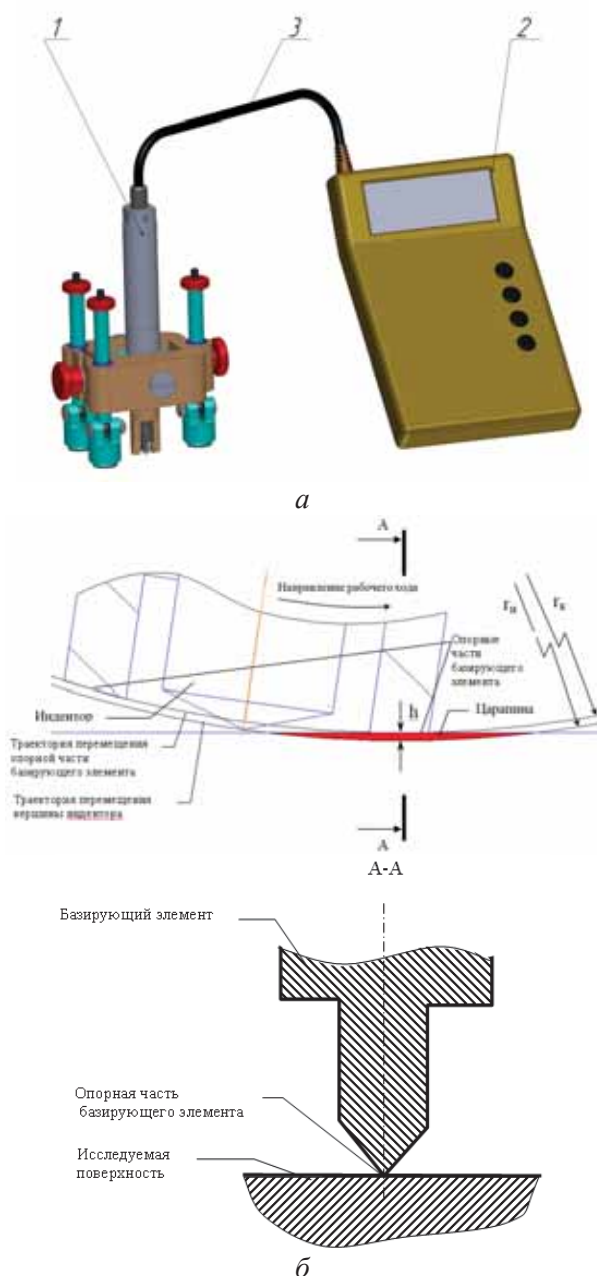 1
3
2
а
А
Направление рабочего хода
rи
rк
Опорные
части
базирующего
элемента
Индентор
h
Царапина
Траектория перемещения
опорной части
базирующего элемента
Траектория перемещения
вершины индентора
А
А-А
Базирующий элемент
Опорная часть
базирующего элемента
Исследуемая
поверхность
б